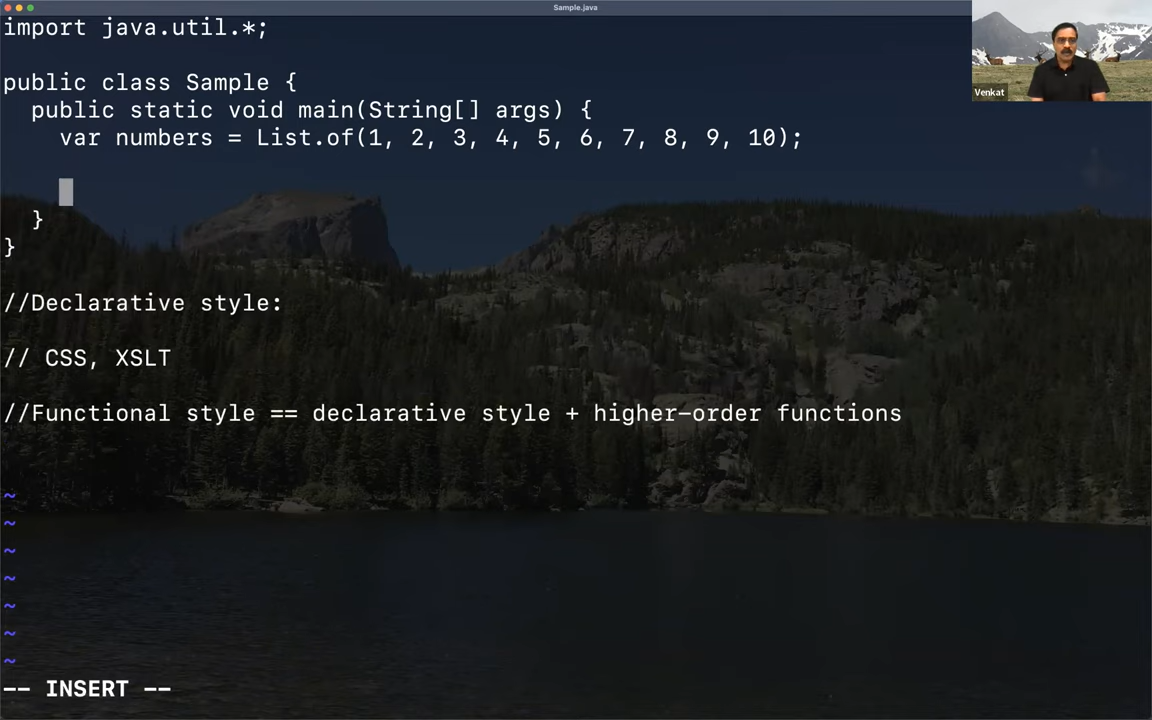 Sample.java
import java.util.*;
Venkat
public class Sample {
public static void main(String[] args) {
var numbers = List.of(1, 2, 3, 4, 5, 6, 7, 8, 9, 10);
}
}
//Declarative style:
// CSS, XSLT
//Functional style == declarative style + higher-order functions
~
~
~
~
~
~
~
-- INSERT --